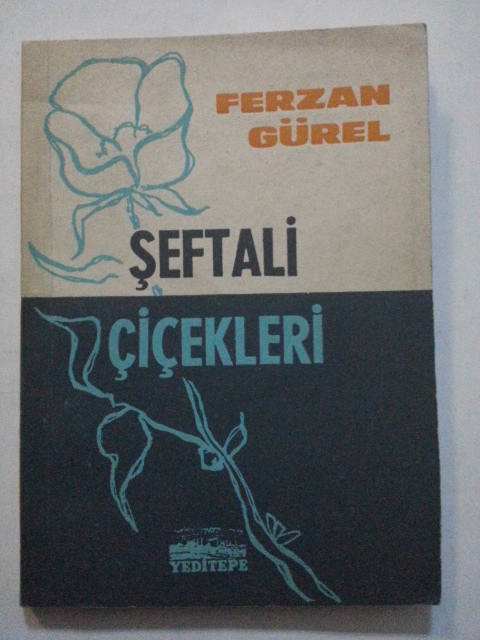 FERZAN
GÜREL
ŞEFTALİ
ÇİÇEKLERİ
YEDİTEPE